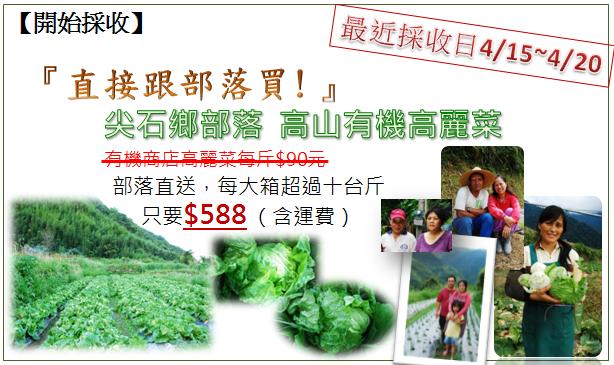 【開始採收】
最近採收日4/15~4/20
『直接跟部落買!』
尖石鄉部落 高山有機高麗菜
有機商店高麗菜每斤$90元
部落直送，每大箱超過十台斤
只要$588（含運費）